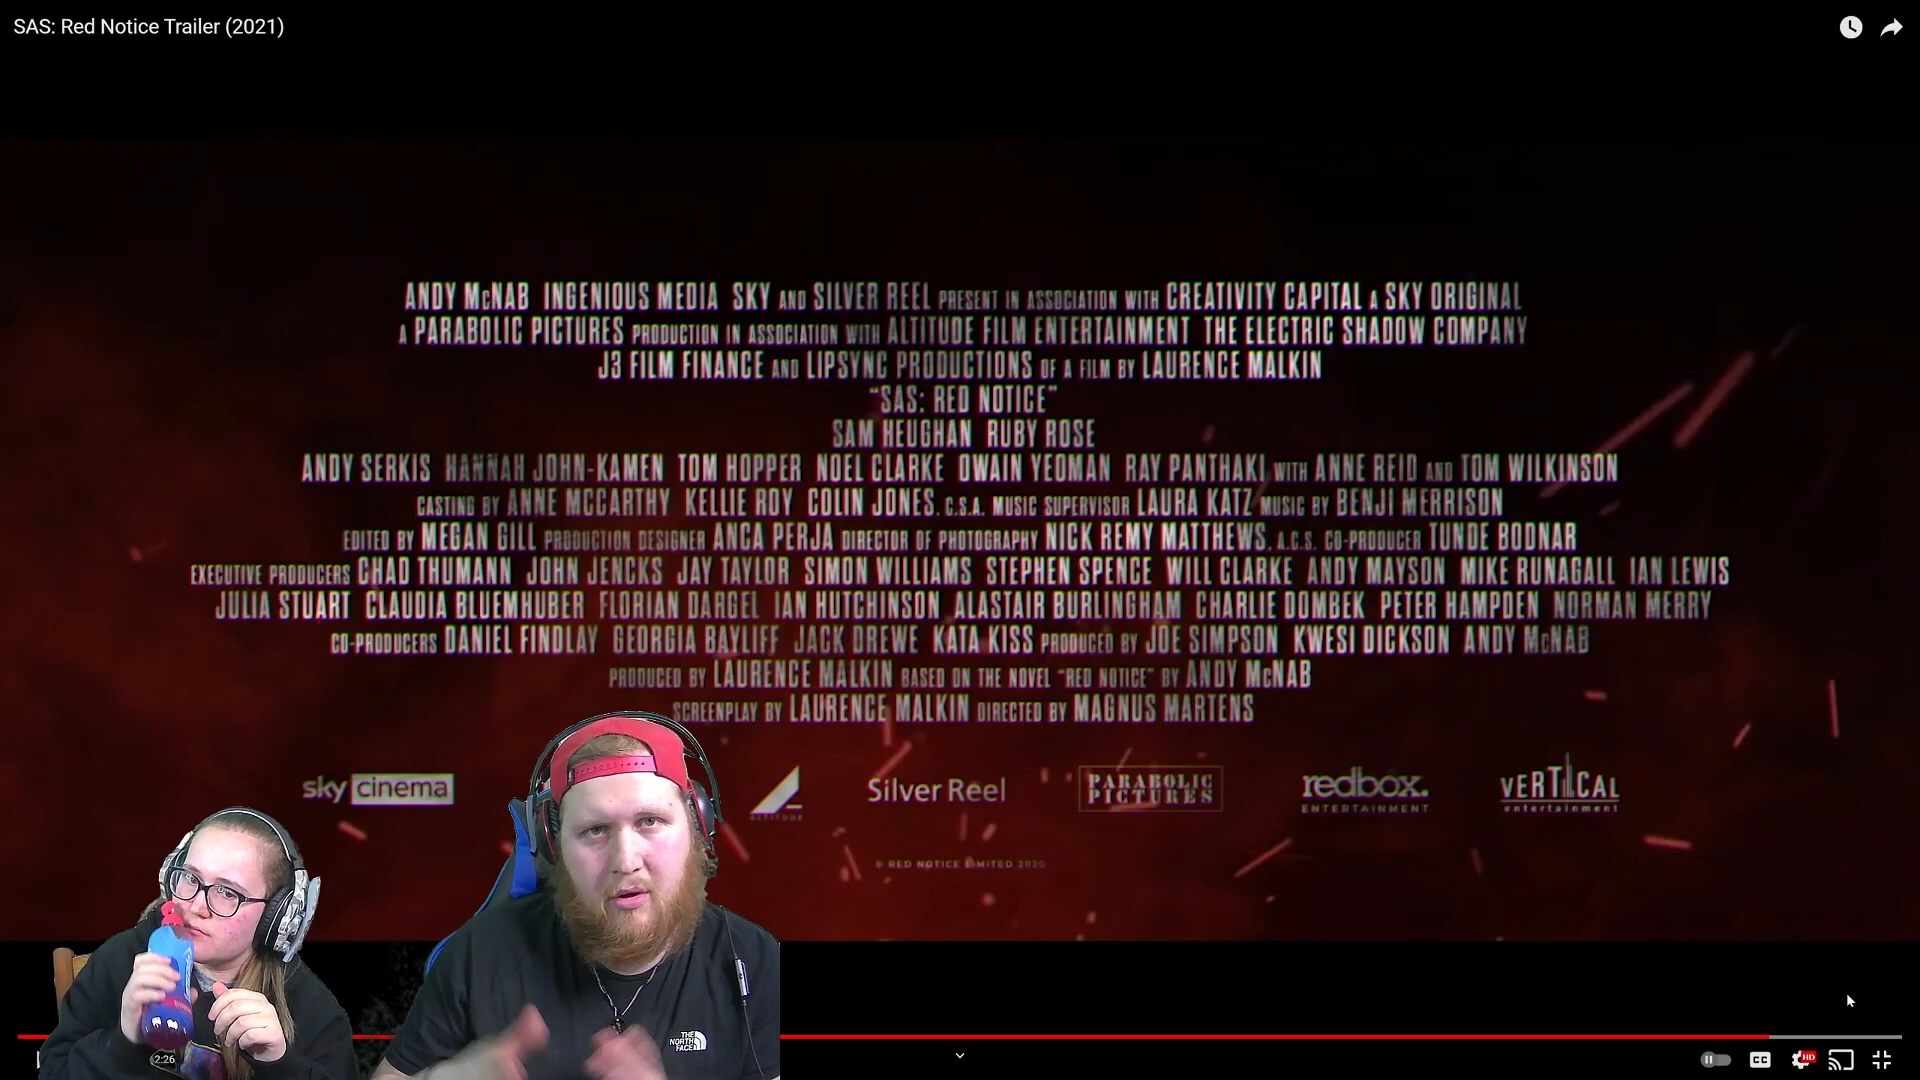 SAS: Red Notice Trailer (2021)
ANDY McNAB INGENIOUS MEDIA SKY AND SILVER REEL PRESENT IN ASSOCIATION WITH CREATIVITY CAPITAL A SKY ORIGINAL
A PARABOLIC PICTURES PRODUCTION IN ASSOCIATION WITH ALTITUDE FILM ENTERTAINMENT THE ELECTRIC SHADOW COMPANY
J3 FILM FINANCE AND LIPSYNC PRODUCTIONS OF A FILM BY LAURENCE MALKIN
“SAS: RED NOTICE”
SAM HEUGHAN RUBY ROSE
ANDY SERKIS HANNAH JOHN-KAMEN TOM HOPPER NOEL CLARKE OWAIN YEOMAN RAY PANTHAKI WITH ANNE REID AND TOM WILKINSON
CASTING BY ANNE MCCARTHY KELLIE ROY COLIN JONES, C.S.A. MUSIC SUPERVISOR LAURA KATZ MUSIC BY BENJI MERRISON
EDITED BY MEGAN GILL PRODUCTION DESIGNER ANCA PERJA DIRECTOR OF PHOTOGRAPHY NICK REMY MATTHEWS, A.C.S. CO-PRODUCER TUNDE BODNAR
EXECUTIVE PRODUCERS CHAD THUMANN JOHN JENCKS JAY TAYLOR SIMON WILLIAMS STEPHEN SPENCE WILL CLARKE ANDY MAYSON MIKE RUNAGALL IAN LEWIS
JULIA STUART CLAUDIA BLUEMHUBER FLORIAN DARGEL IAN HUTCHINSON ALASTAIR BURLINGHAM CHARLIE DOMBEK PETER HAMPDEN NORMAN MERRY
CO-PRODUCERS DANIEL FINDLAY GEORGIA BAYLIFF JACK DREWE KATA KISS PRODUCED BY JOE SIMPSON KWESI DICKSON ANDY McNAB
PRODUCED BY LAURENCE MALKIN BASED ON THE NOVEL “RED NOTICE” BY ANDY McNAB
SCREENPLAY BY LAURENCE MALKIN DIRECTED BY MAGNUS MARTENS
sky cinema
ALTITUDE
Silver Reel
PARABOLIC
PICTURES
redbox.
ENTERTAINMENT
VERTICAL
entertainment
© RED NOTICE LIMITED 2020
THE
NORTH
FACE
2:26
CC
HD